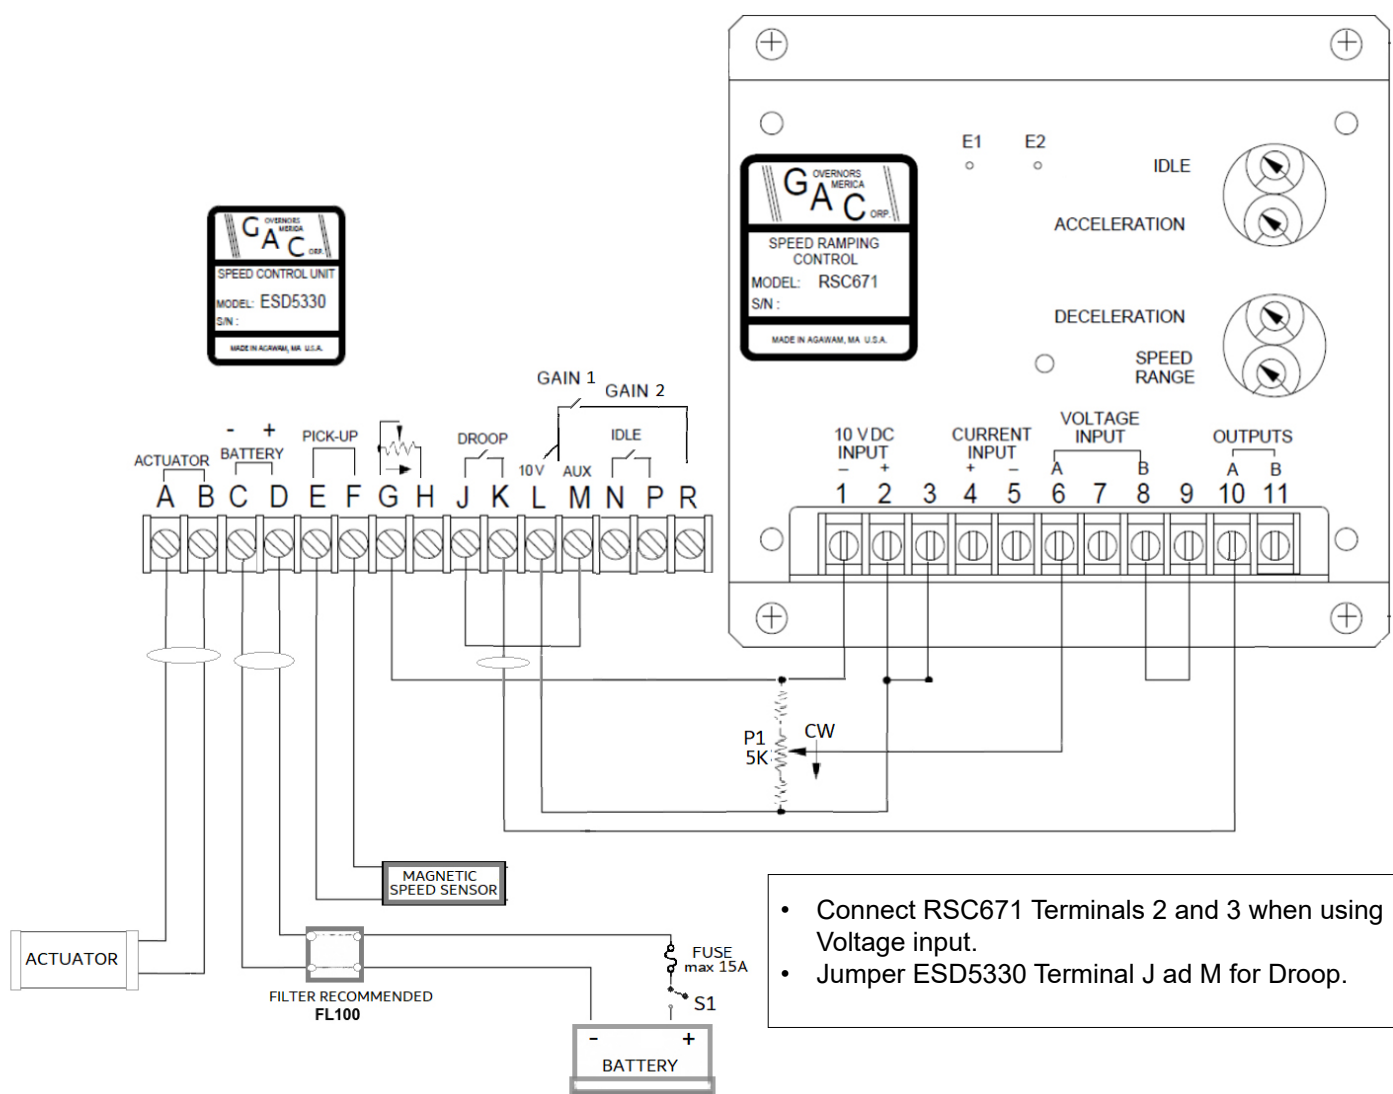 GOVERNORS
AMERICA
CORP.
SPEED CONTROL UNIT
MODEL: ESD5330
S/N :
MADE IN AGAWAM, MA U.S.A.
GAIN 1
GAIN 2
- +
BATTERY
ACTUATOR
PICK-UP
DROOP
10 V
AUX
IDLE
A B C D E F G H J K L M N P R
E1 E2
GOVERNORS
AMERICA
CORP.
SPEED RAMPING
CONTROL
MODEL: RSC671
S/N :
MADE IN AGAWAM, MA U.S.A.
IDLE
ACCELERATION
DECELERATION
SPEED
RANGE
10 VDC
INPUT
– +
CURRENT
INPUT
+ –
VOLTAGE
INPUT
A B
OUTPUTS
A B
1 2 3 4 5 6 7 8 9 10 11
P1
5K
CW
MAGNETIC
SPEED SENSOR
ACTUATOR
FILTER RECOMMENDED
FL100
FUSE
max 15A
S1
- +
BATTERY
• Connect RSC671 Terminals 2 and 3 when using
Voltage input.
• Jumper ESD5330 Terminal J ad M for Droop.